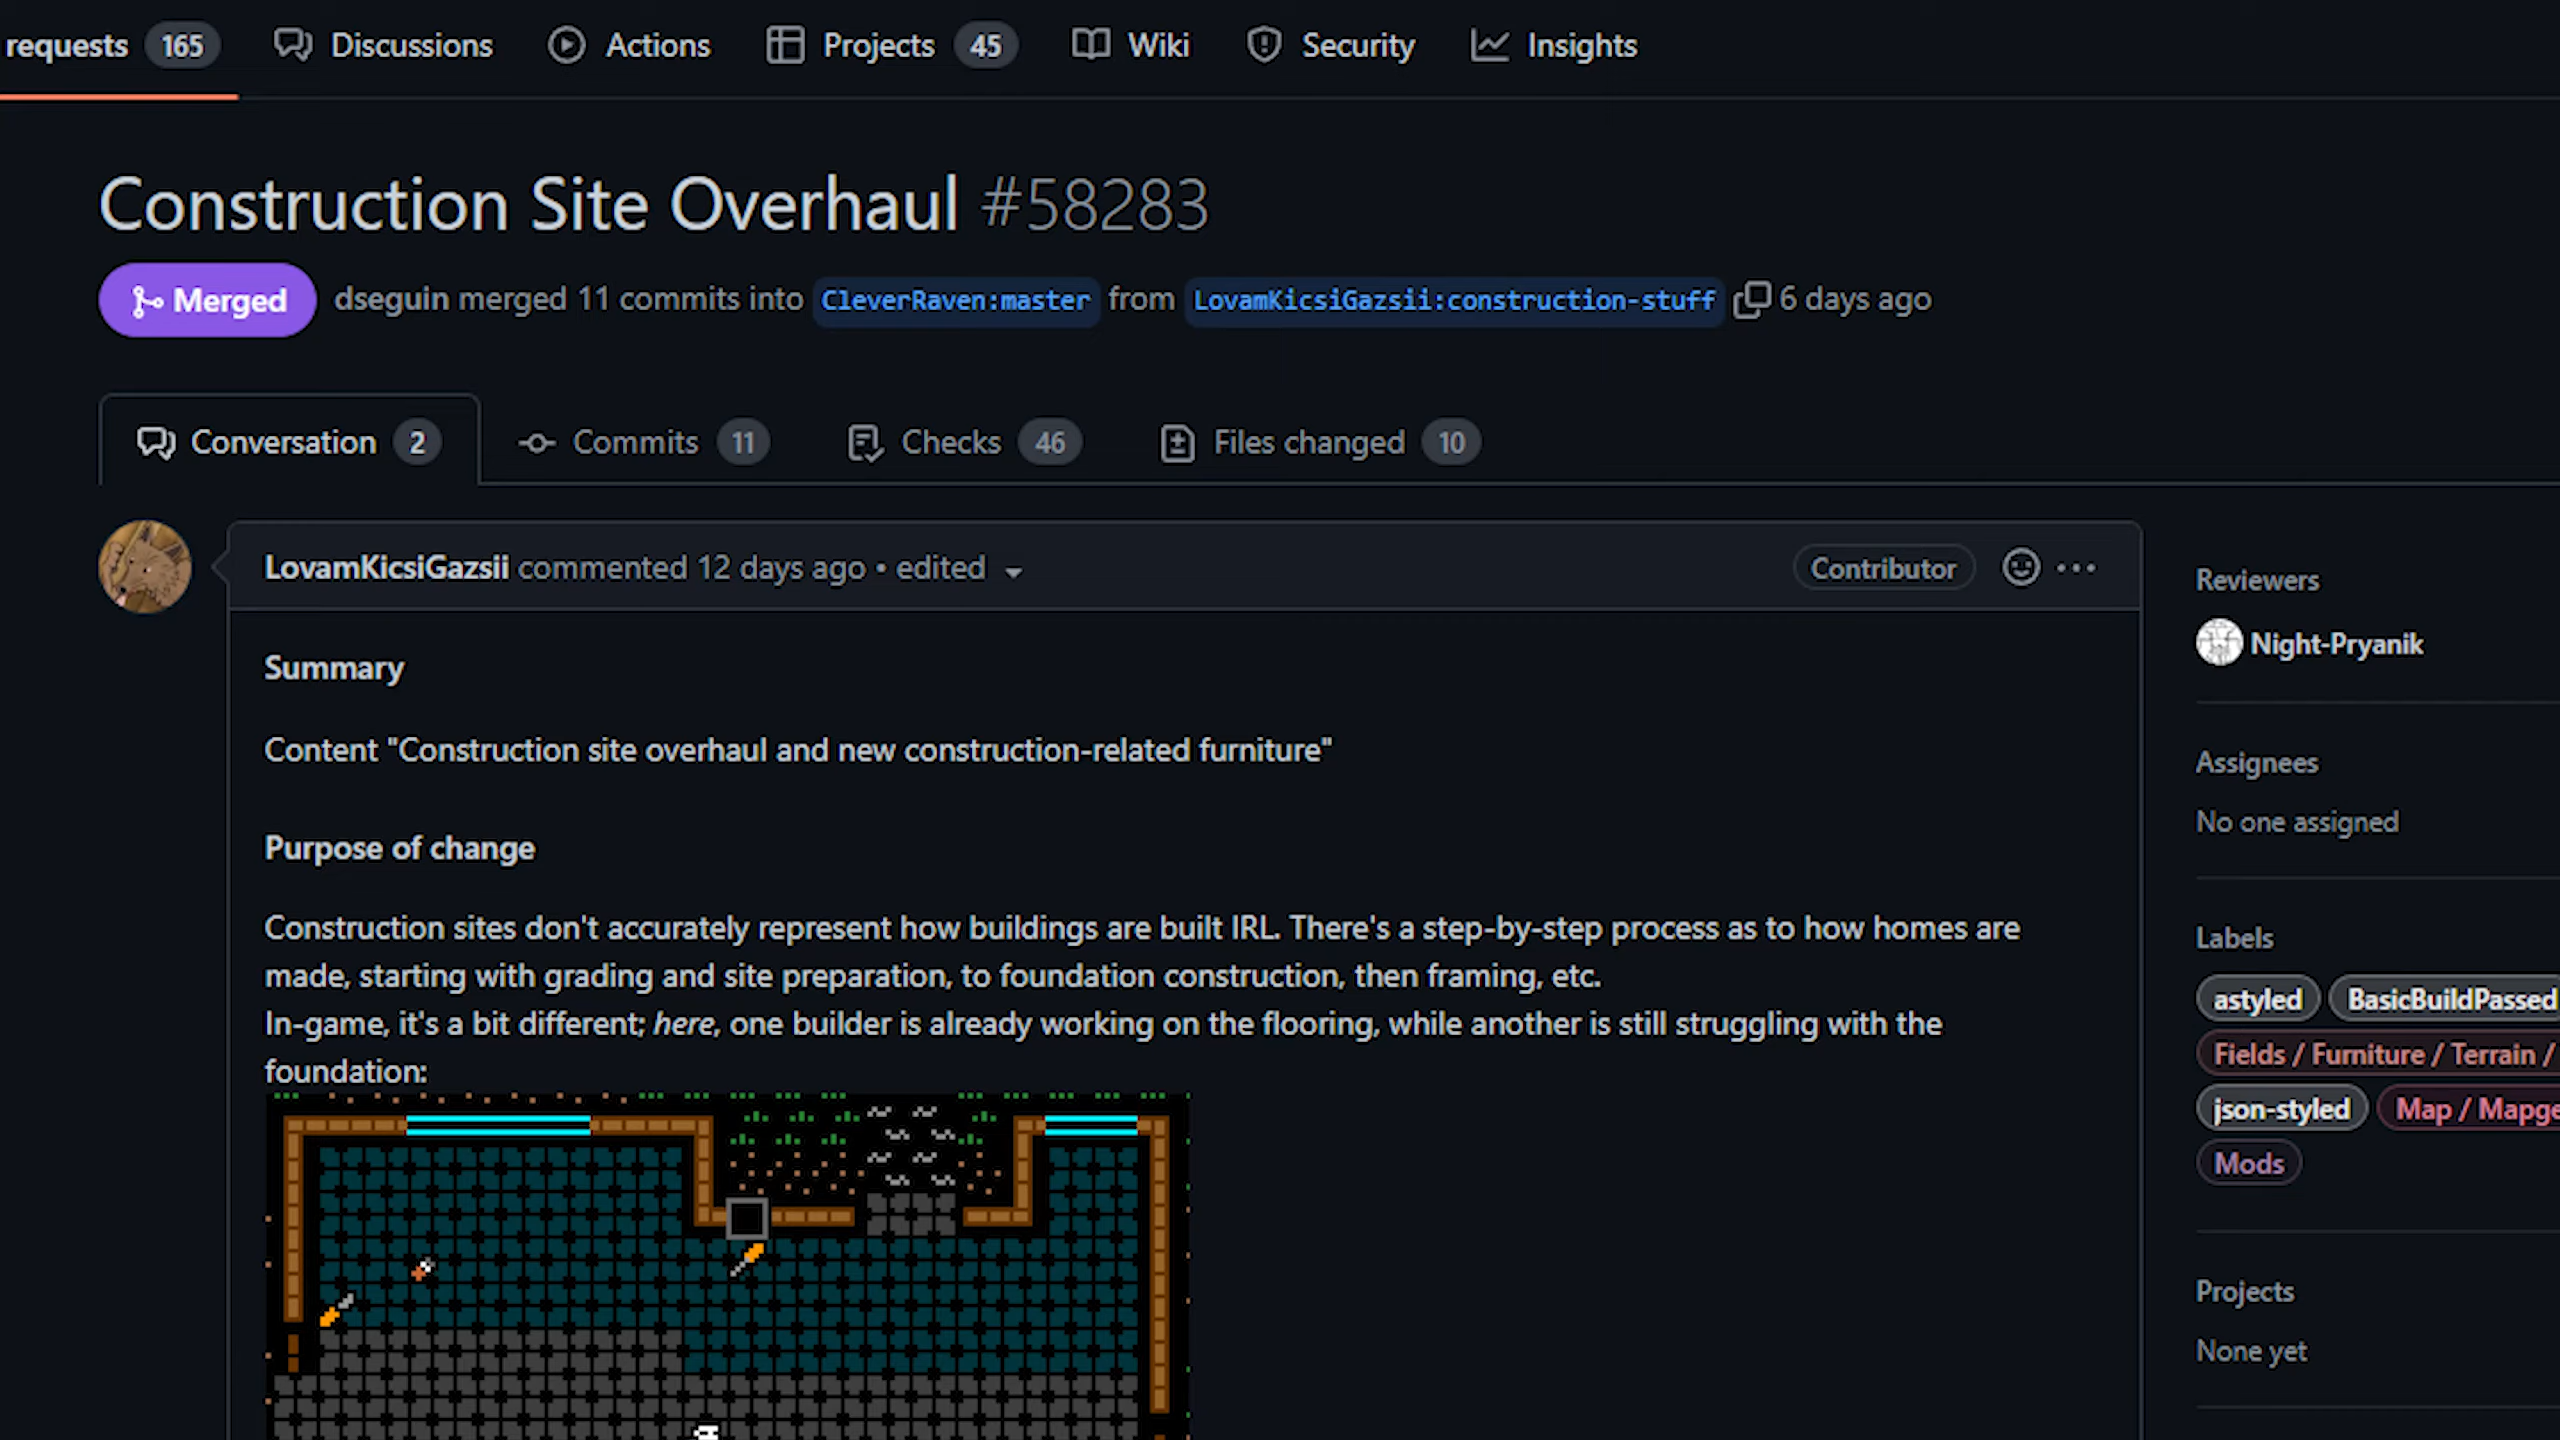 requests 165 Discussions Actions Projects 45 Wiki Security Insights
Construction Site Overhaul #58283
Merged dseguin merged 11 commits into CleverRaven:master from LovamKicsiGazsii:construction-stuff 6 days ago
Conversation 2 Commits 11 Checks 46 Files changed 10
LovamKicsiGazsii commented 12 days ago • edited Contributor
Summary
Content "Construction site overhaul and new construction-related furniture"
Purpose of change
Construction sites don't accurately represent how buildings are built IRL. There's a step-by-step process as to how homes are
made, starting with grading and site preparation, to foundation construction, then framing, etc.
In-game, it's a bit different; here, one builder is already working on the flooring, while another is still struggling with the
foundation:
Reviewers
Night-Pryanik
Assignees
No one assigned
Labels
astyled BasicBuildPassed
Fields / Furniture / Terrain /
json-styled Map / Mapge
Mods
Projects
None yet